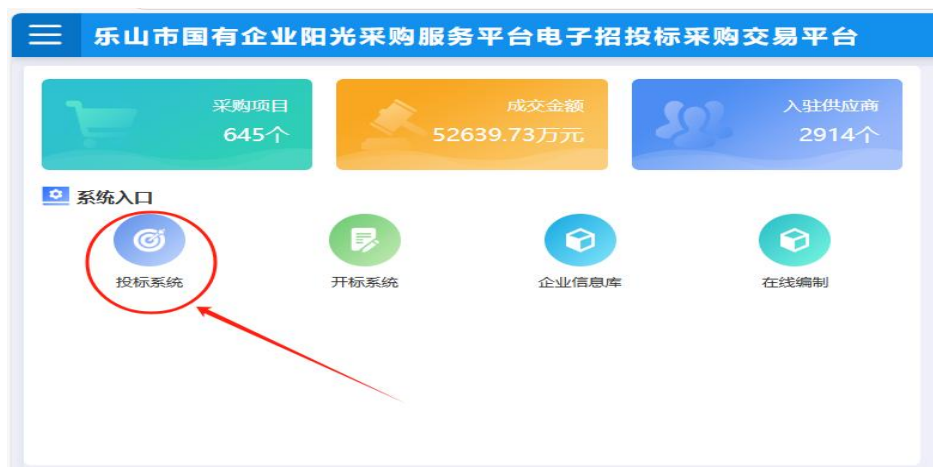 乐山市国有企业阳光采购服务平台电子招投标采购交易平台
采购项目
645个
成交金额
52639.73万元
入驻供应商
2914个
系统入口
投标系统
开标系统
企业信息库
在线编制